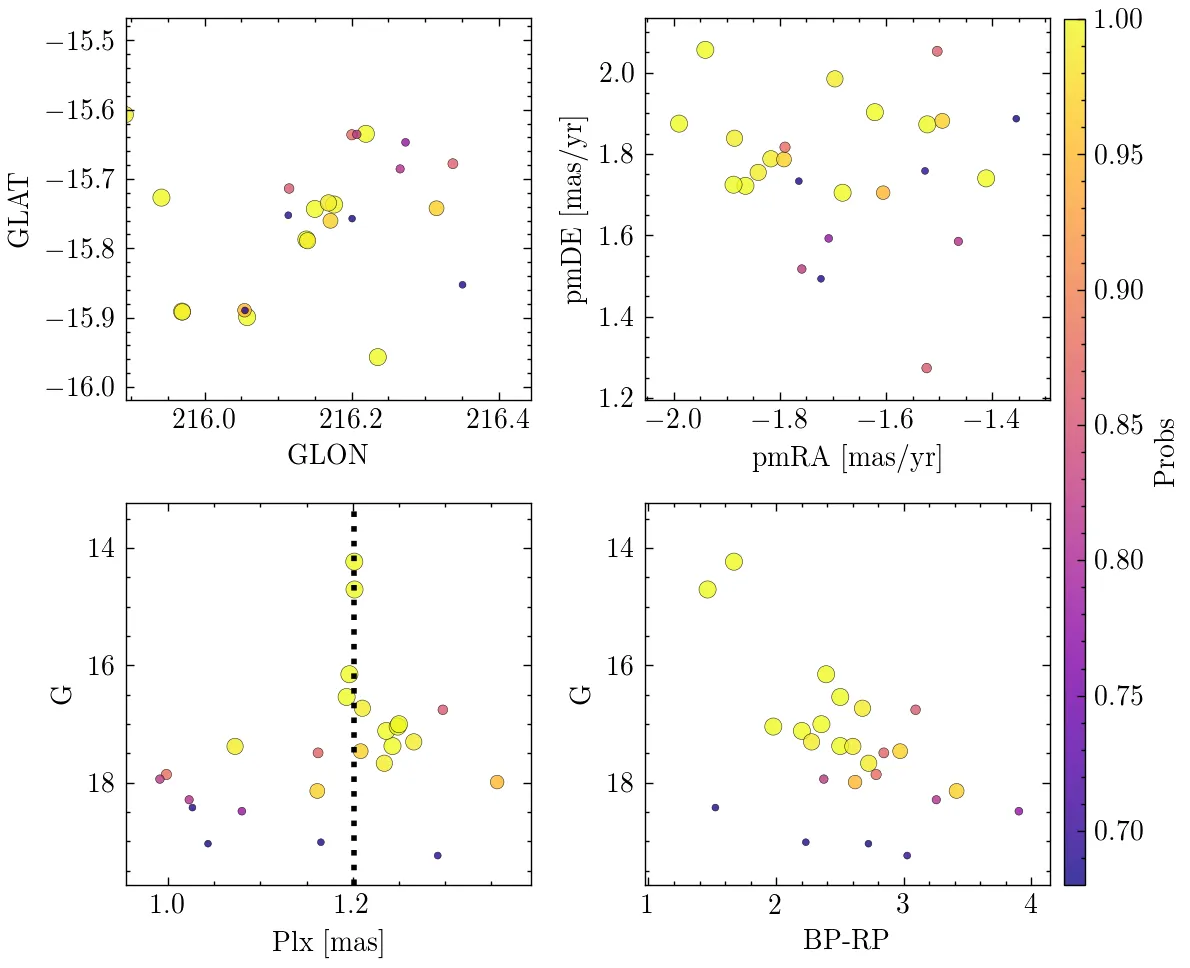 −15.5
−15.6
−15.7
−15.8
−15.9
−16.0
GLAT
216.0 216.2 216.4
GLON
2.0
1.8
1.6
1.4
1.2
pmDE [mas/yr]
−2.0 −1.8 −1.6 −1.4
pmRA [mas/yr]
14
16
18
G
1.0 1.2
Plx [mas]
14
16
18
G
1 2 3 4
BP-RP
1.00
0.95
0.90
0.85
0.80
0.75
0.70
Probs